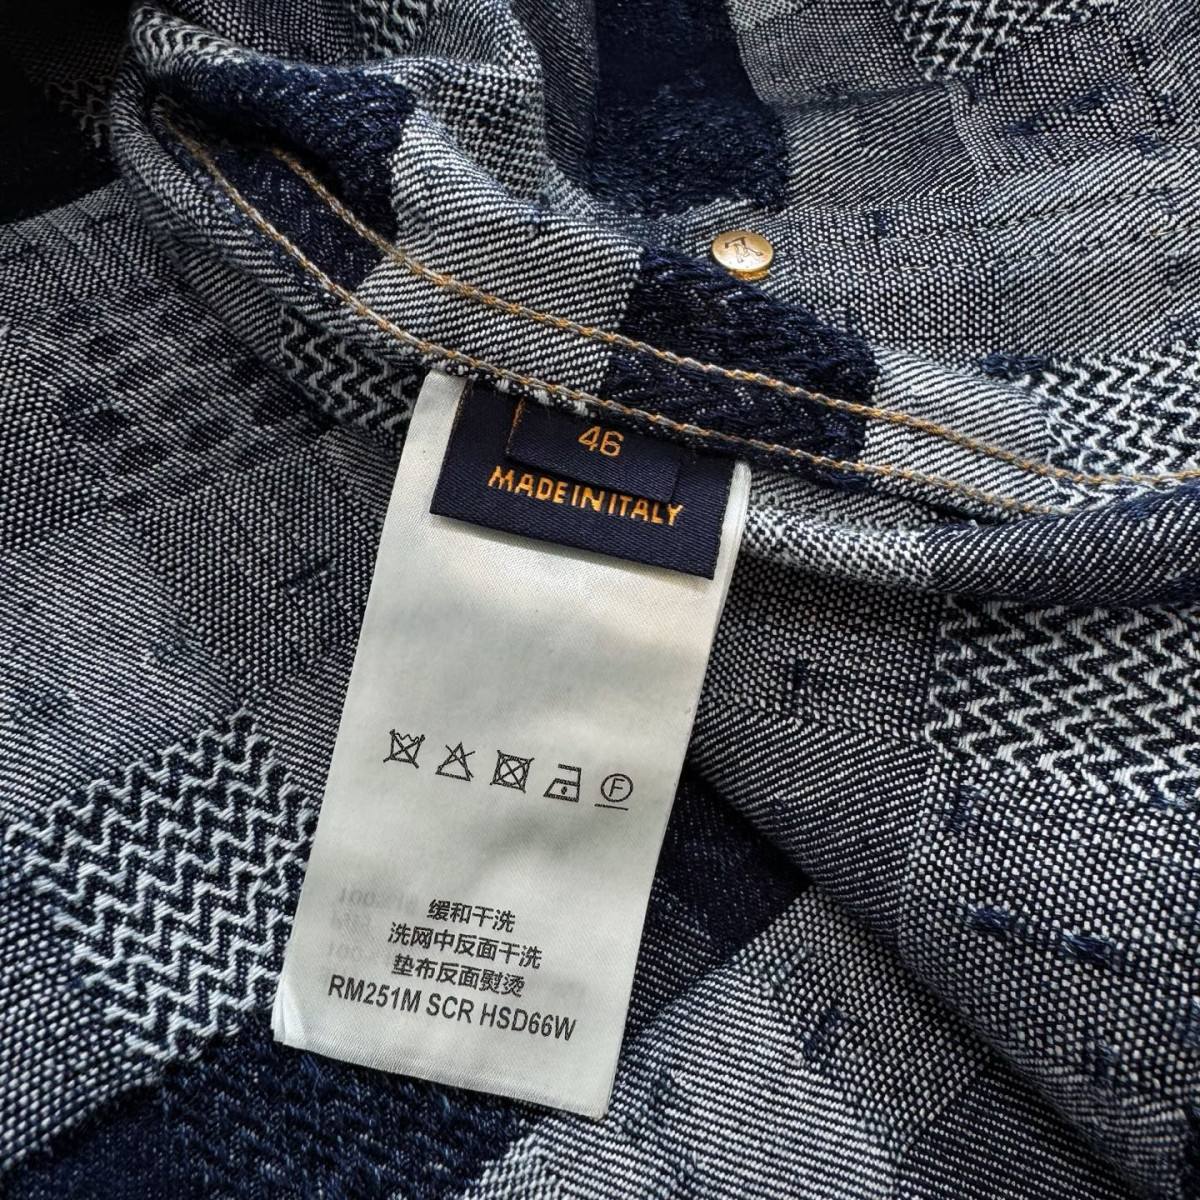 46
MADE IN ITALY
F
缓和干洗
洗网中反面干洗
垫布反面熨烫
RM251M SCR HSD66W